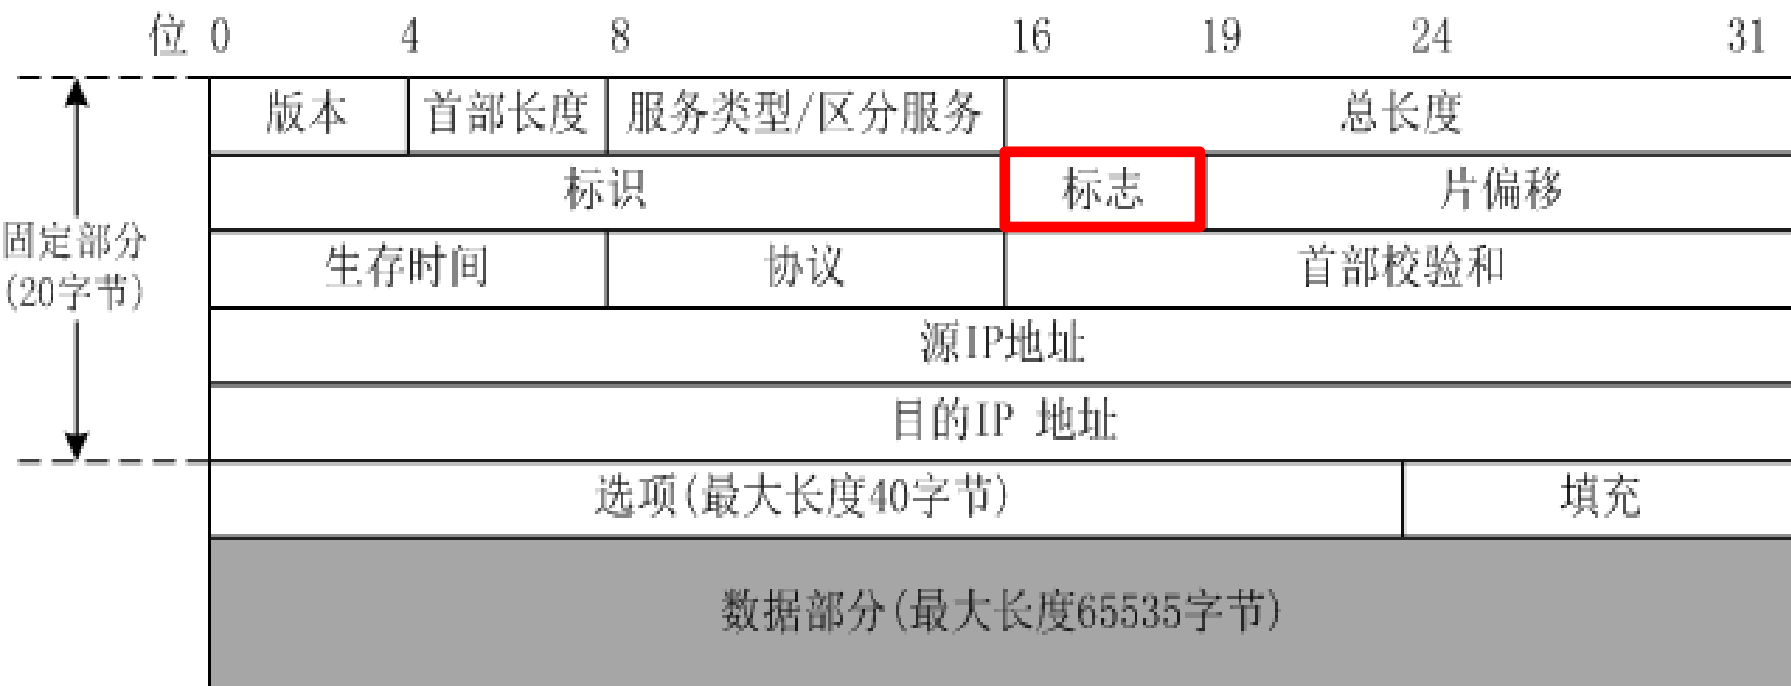 位 0 4 8 16 19 24 31
版本 首部长度 服务类型/区分服务 总长度
标识 标志 片偏移
固定部分
(20字节)
生存时间 协议 首部校验和
源IP地址
目的IP 地址
选项(最大长度40字节) 填充
数据部分(最大长度65535字节)